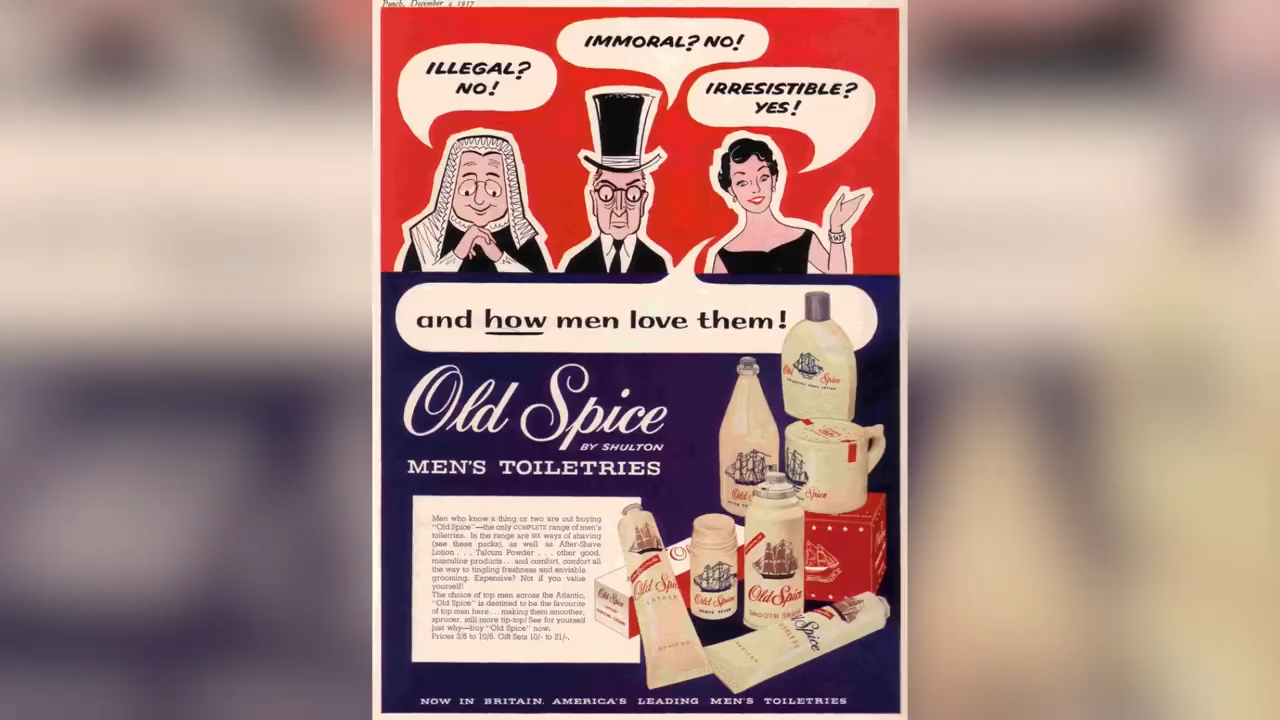 Punch, December 4 1957
ILLEGAL?
NO!
IMMORAL? NO!
IRRESISTIBLE?
YES!
and how men love them!
Old Spice
BY SHULTON
MEN'S TOILETRIES
Men who know a thing or two are out buying
"Old Spice"—the only COMPLETE range of men's
toiletries. In the range are SIX ways of shaving
(see these packs), as well as After-Shave
Lotion . . . Talcum Powder . . . other good,
masculine products . . . and comfort, comfort all
the way to tingling freshness and enviable
grooming. Expensive? Not if you value
yourself!
The choice of top men across the Atlantic,
"Old Spice" is destined to be the favourite
of top men here . . . making them smoother,
sprucer, still more tip-top! See for yourself
just why—buy "Old Spice" now.
Prices 3/6 to 10/6. Gift Sets 10/- to 21/-.
Old Spice
Old
Spice
Old Spice
Old Spice
SMOOTH SHAVE
Old Spice
Old Spice
LATHER
SHULTON
Spice
NOW IN BRITAIN. AMERICA'S LEADING MEN'S TOILETRIES